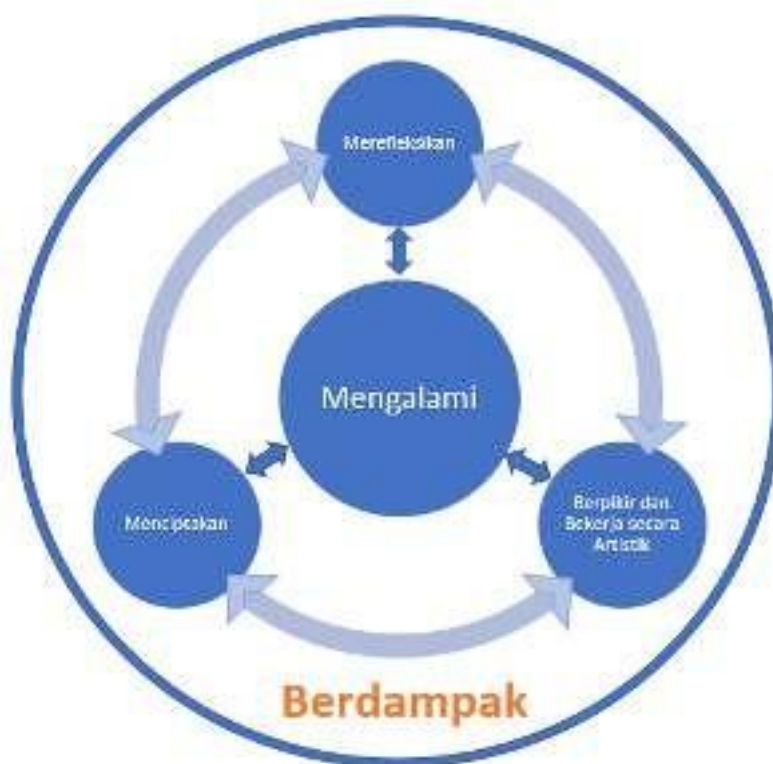 Merefleksikan
Mengalami
Menciptakan
Berpikir dan
Bekerja secara
Artistik
Berdampak